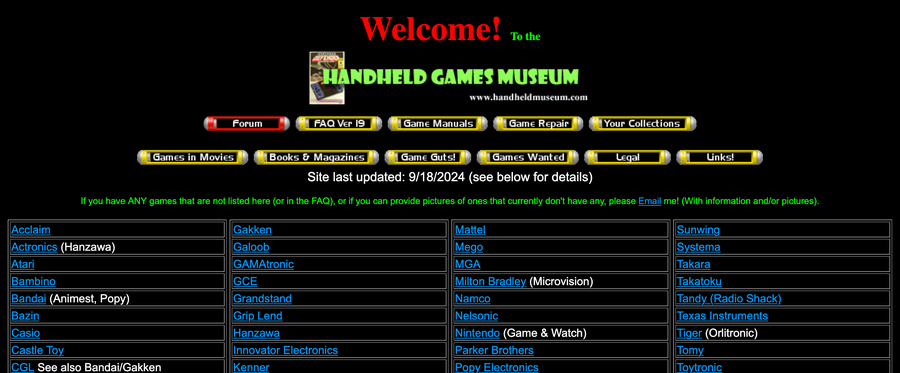 Welcome! To the
HANDHELD GAMES MUSEUM
www.handheldmuseum.com
Forum FAQ Ver 19 Game Manuals Game Repair Your Collections
Games in Movies Books & Magazines Game Guts! Games Wanted Legal Links!
Site last updated: 9/18/2024 (see below for details)
If you have ANY games that are not listed here (or in the FAQ), or if you can provide pictures of ones that currently don't have any, please Email me! (With information and/or pictures).
Acclaim Gakken Mattel Sunwing
Actronics (Hanzawa) Galoob Mego Systema
Atari GAMAtronic MGA Takara
Bambino GCE Milton Bradley (Microvision) Takatoku
Bandai (Animest, Popy) Grandstand Namco Tandy (Radio Shack)
Bazin Grip Lend Nelsonic Texas Instruments
Casio Hanzawa Nintendo (Game & Watch) Tiger (Orlitronic)
Castle Toy Innovator Electronics Parker Brothers Tomy
CGL See also Bandai/Gakken Kenner Popy Electronics Toytronic